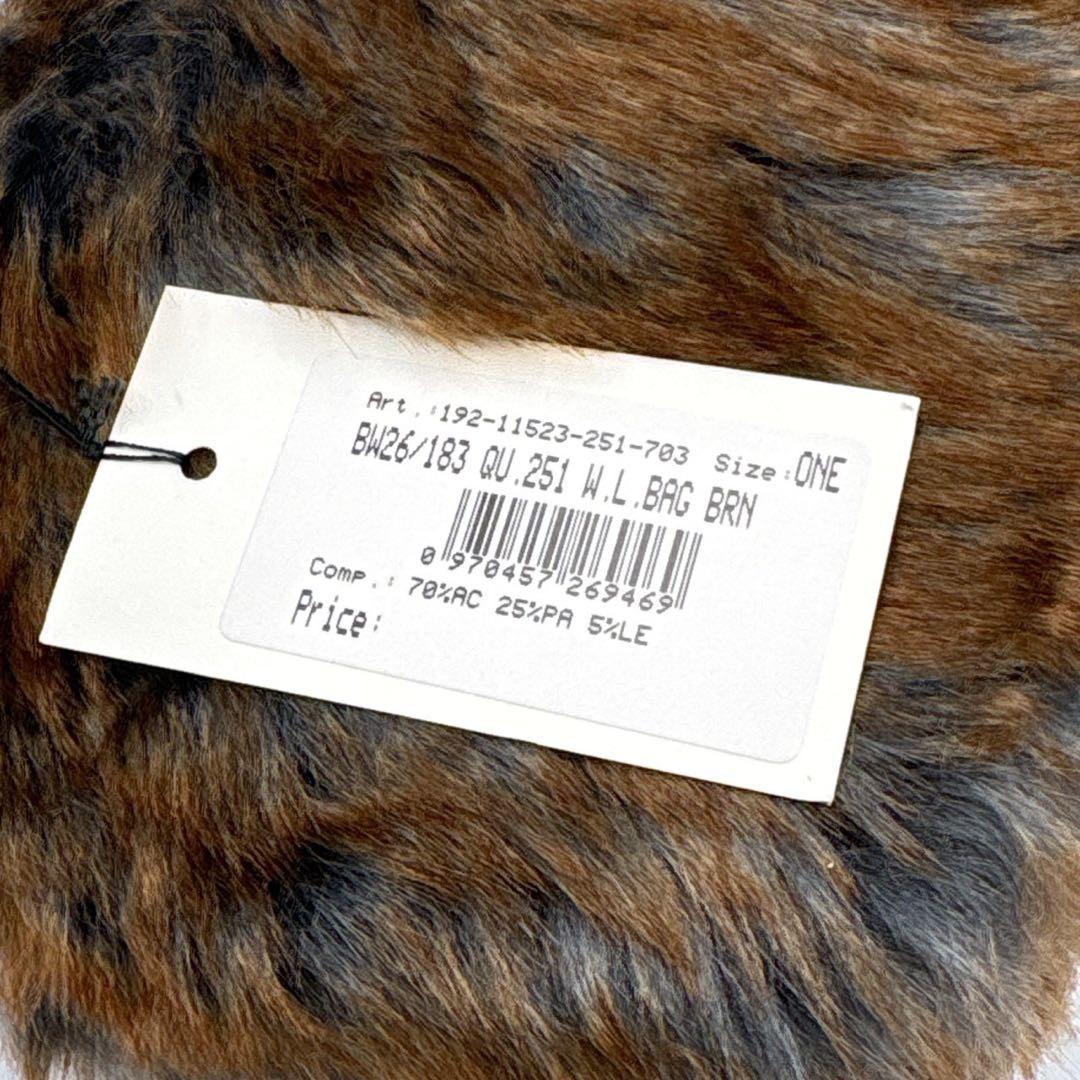 Art.:192-11523-251-703 Size:ONE
BW26/183 QU.251 W.L.BAG BRN
0 970457 269469
Comp.: 70%AC 25%PA 5%LE
Price: